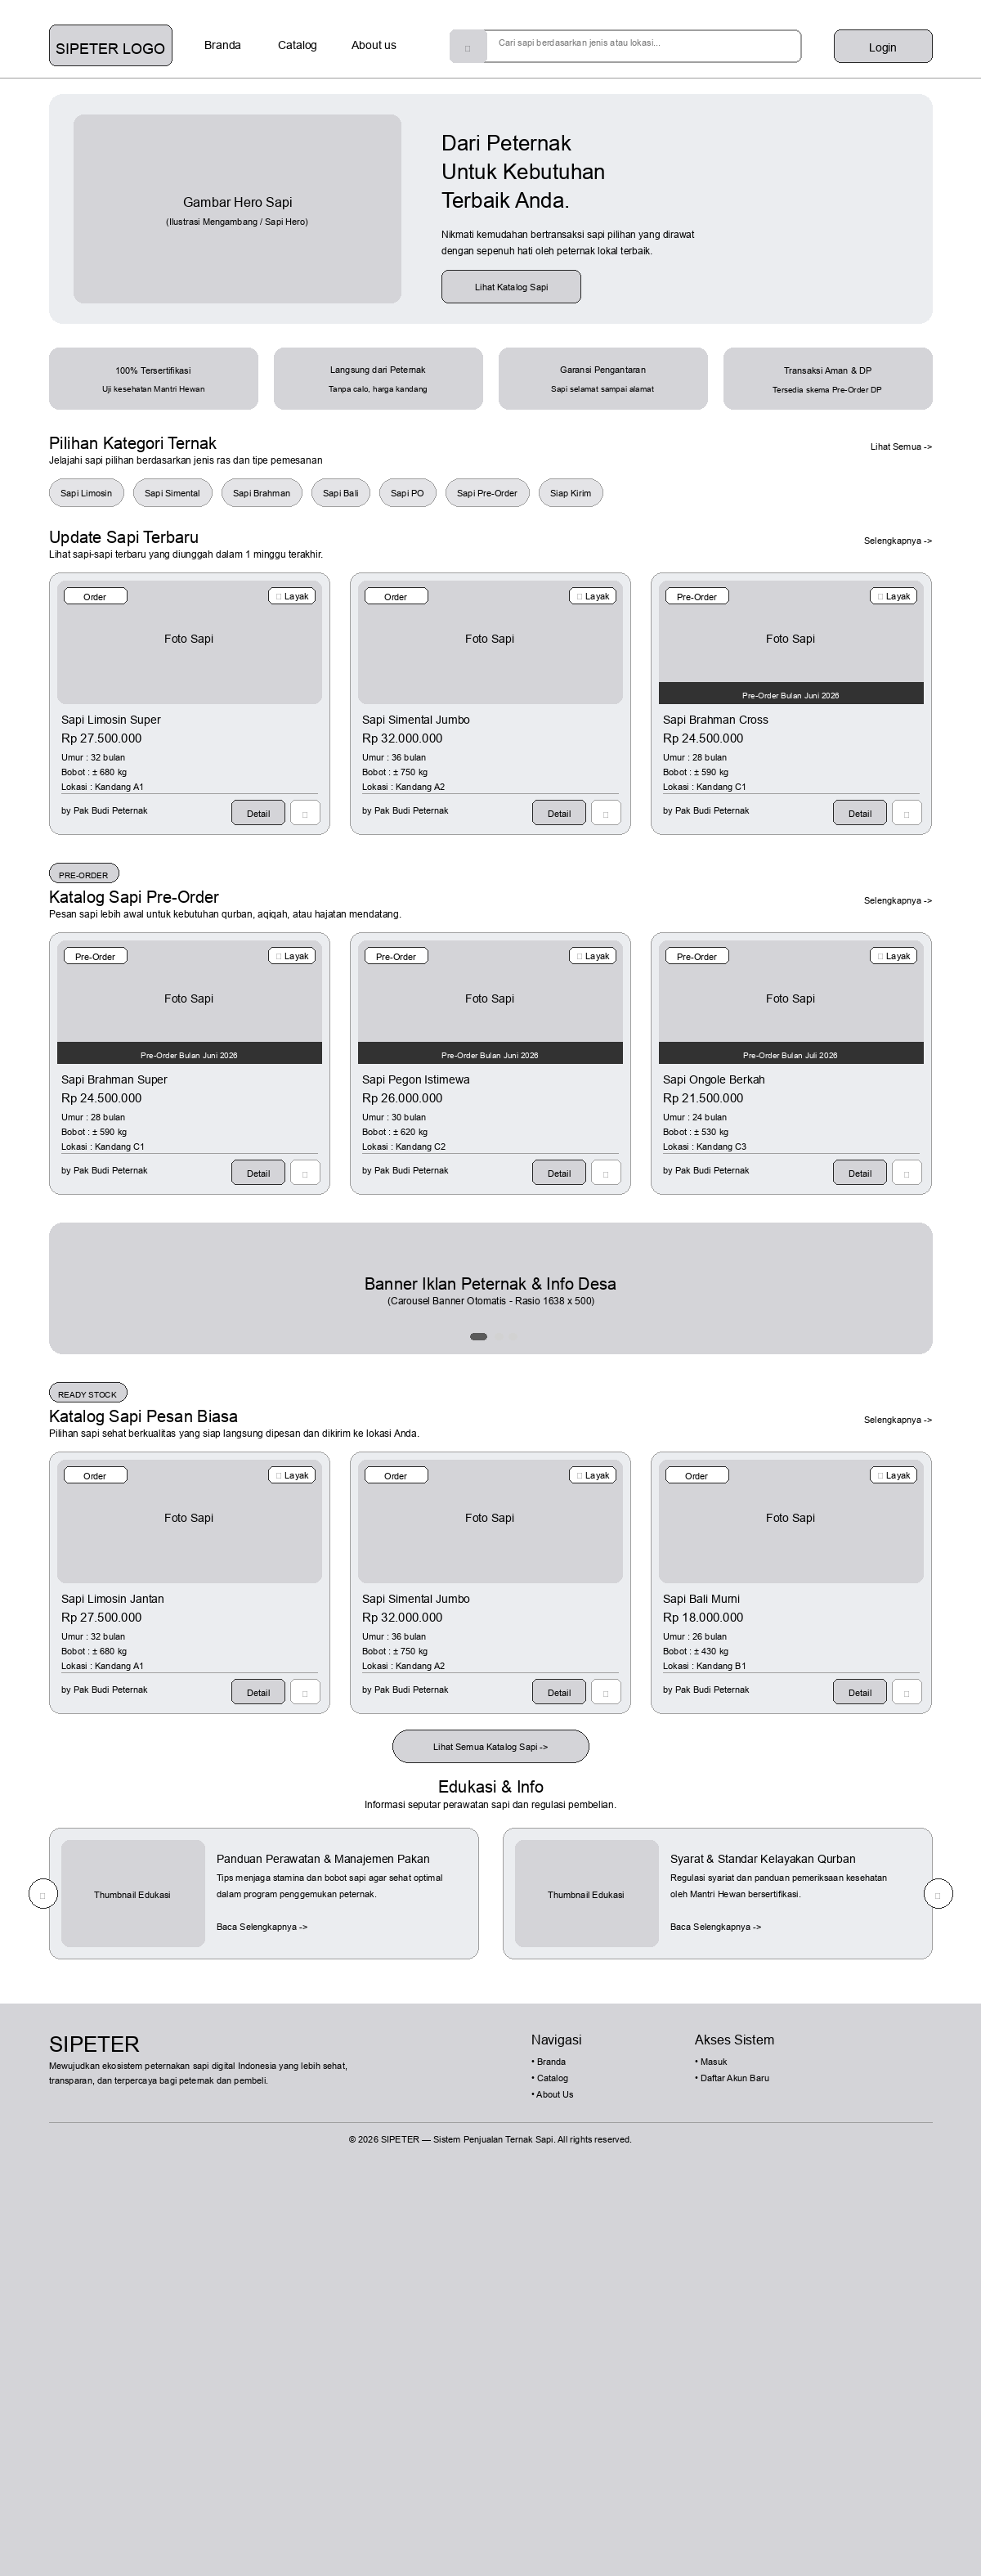 SIPETER LOGO
Branda
Catalog
About us
Cari sapi berdasarkan jenis atau lokasi...
Login
Gambar Hero Sapi
(Ilustrasi Mengambang / Sapi Hero)
Dari Peternak
Untuk Kebutuhan
Terbaik Anda.
Nikmati kemudahan bertransaksi sapi pilihan yang dirawat
dengan sepenuh hati oleh peternak lokal terbaik.
Lihat Katalog Sapi
100% Tersertifikasi
Uji kesehatan Mantri Hewan
Langsung dari Peternak
Tanpa calo, harga kandang
Garansi Pengantaran
Sapi selamat sampai alamat
Transaksi Aman & DP
Tersedia skema Pre-Order DP
Pilihan Kategori Ternak
Lihat Semua ->
Jelajahi sapi pilihan berdasarkan jenis ras dan tipe pemesanan
Sapi Limosin
Sapi Simental
Sapi Brahman
Sapi Bali
Sapi PO
Sapi Pre-Order
Siap Kirim
Update Sapi Terbaru
Selengkapnya ->
Lihat sapi-sapi terbaru yang diunggah dalam 1 minggu terakhir.
Order
Layak
Foto Sapi
Sapi Limosin Super
Rp 27.500.000
Umur : 32 bulan
Bobot : ± 680 kg
Lokasi : Kandang A1
by Pak Budi Peternak
Detail
Order
Layak
Foto Sapi
Sapi Simental Jumbo
Rp 32.000.000
Umur : 36 bulan
Bobot : ± 750 kg
Lokasi : Kandang A2
by Pak Budi Peternak
Detail
Pre-Order
Layak
Foto Sapi
Pre-Order Bulan Juni 2026
Sapi Brahman Cross
Rp 24.500.000
Umur : 28 bulan
Bobot : ± 590 kg
Lokasi : Kandang C1
by Pak Budi Peternak
Detail
PRE-ORDER
Katalog Sapi Pre-Order
Selengkapnya ->
Pesan sapi lebih awal untuk kebutuhan qurban, aqiqah, atau hajatan mendatang.
Pre-Order
Layak
Foto Sapi
Pre-Order Bulan Juni 2026
Sapi Brahman Super
Rp 24.500.000
Umur : 28 bulan
Bobot : ± 590 kg
Lokasi : Kandang C1
by Pak Budi Peternak
Detail
Pre-Order
Layak
Foto Sapi
Pre-Order Bulan Juni 2026
Sapi Pegon Istimewa
Rp 26.000.000
Umur : 30 bulan
Bobot : ± 620 kg
Lokasi : Kandang C2
by Pak Budi Peternak
Detail
Pre-Order
Layak
Foto Sapi
Pre-Order Bulan Juli 2026
Sapi Ongole Berkah
Rp 21.500.000
Umur : 24 bulan
Bobot : ± 530 kg
Lokasi : Kandang C3
by Pak Budi Peternak
Detail
Banner Iklan Peternak & Info Desa
(Carousel Banner Otomatis - Rasio 1638 x 500)
READY STOCK
Katalog Sapi Pesan Biasa
Selengkapnya ->
Pilihan sapi sehat berkualitas yang siap langsung dipesan dan dikirim ke lokasi Anda.
Order
Layak
Foto Sapi
Sapi Limosin Jantan
Rp 27.500.000
Umur : 32 bulan
Bobot : ± 680 kg
Lokasi : Kandang A1
by Pak Budi Peternak
Detail
Order
Layak
Foto Sapi
Sapi Simental Jumbo
Rp 32.000.000
Umur : 36 bulan
Bobot : ± 750 kg
Lokasi : Kandang A2
by Pak Budi Peternak
Detail
Order
Layak
Foto Sapi
Sapi Bali Murni
Rp 18.000.000
Umur : 26 bulan
Bobot : ± 430 kg
Lokasi : Kandang B1
by Pak Budi Peternak
Detail
Lihat Semua Katalog Sapi ->
Edukasi & Info
Informasi seputar perawatan sapi dan regulasi pembelian.
Thumbnail Edukasi
Panduan Perawatan & Manajemen Pakan
Tips menjaga stamina dan bobot sapi agar sehat optimal
dalam program penggemukan peternak.
Baca Selengkapnya ->
Thumbnail Edukasi
Syarat & Standar Kelayakan Qurban
Regulasi syariat dan panduan pemeriksaan kesehatan
oleh Mantri Hewan bersertifikasi.
Baca Selengkapnya ->
SIPETER
Mewujudkan ekosistem peternakan sapi digital Indonesia yang lebih sehat,
transparan, dan terpercaya bagi peternak dan pembeli.
Navigasi
• Branda
• Catalog
• About Us
Akses Sistem
• Masuk
• Daftar Akun Baru
© 2026 SIPETER — Sistem Penjualan Ternak Sapi. All rights reserved.